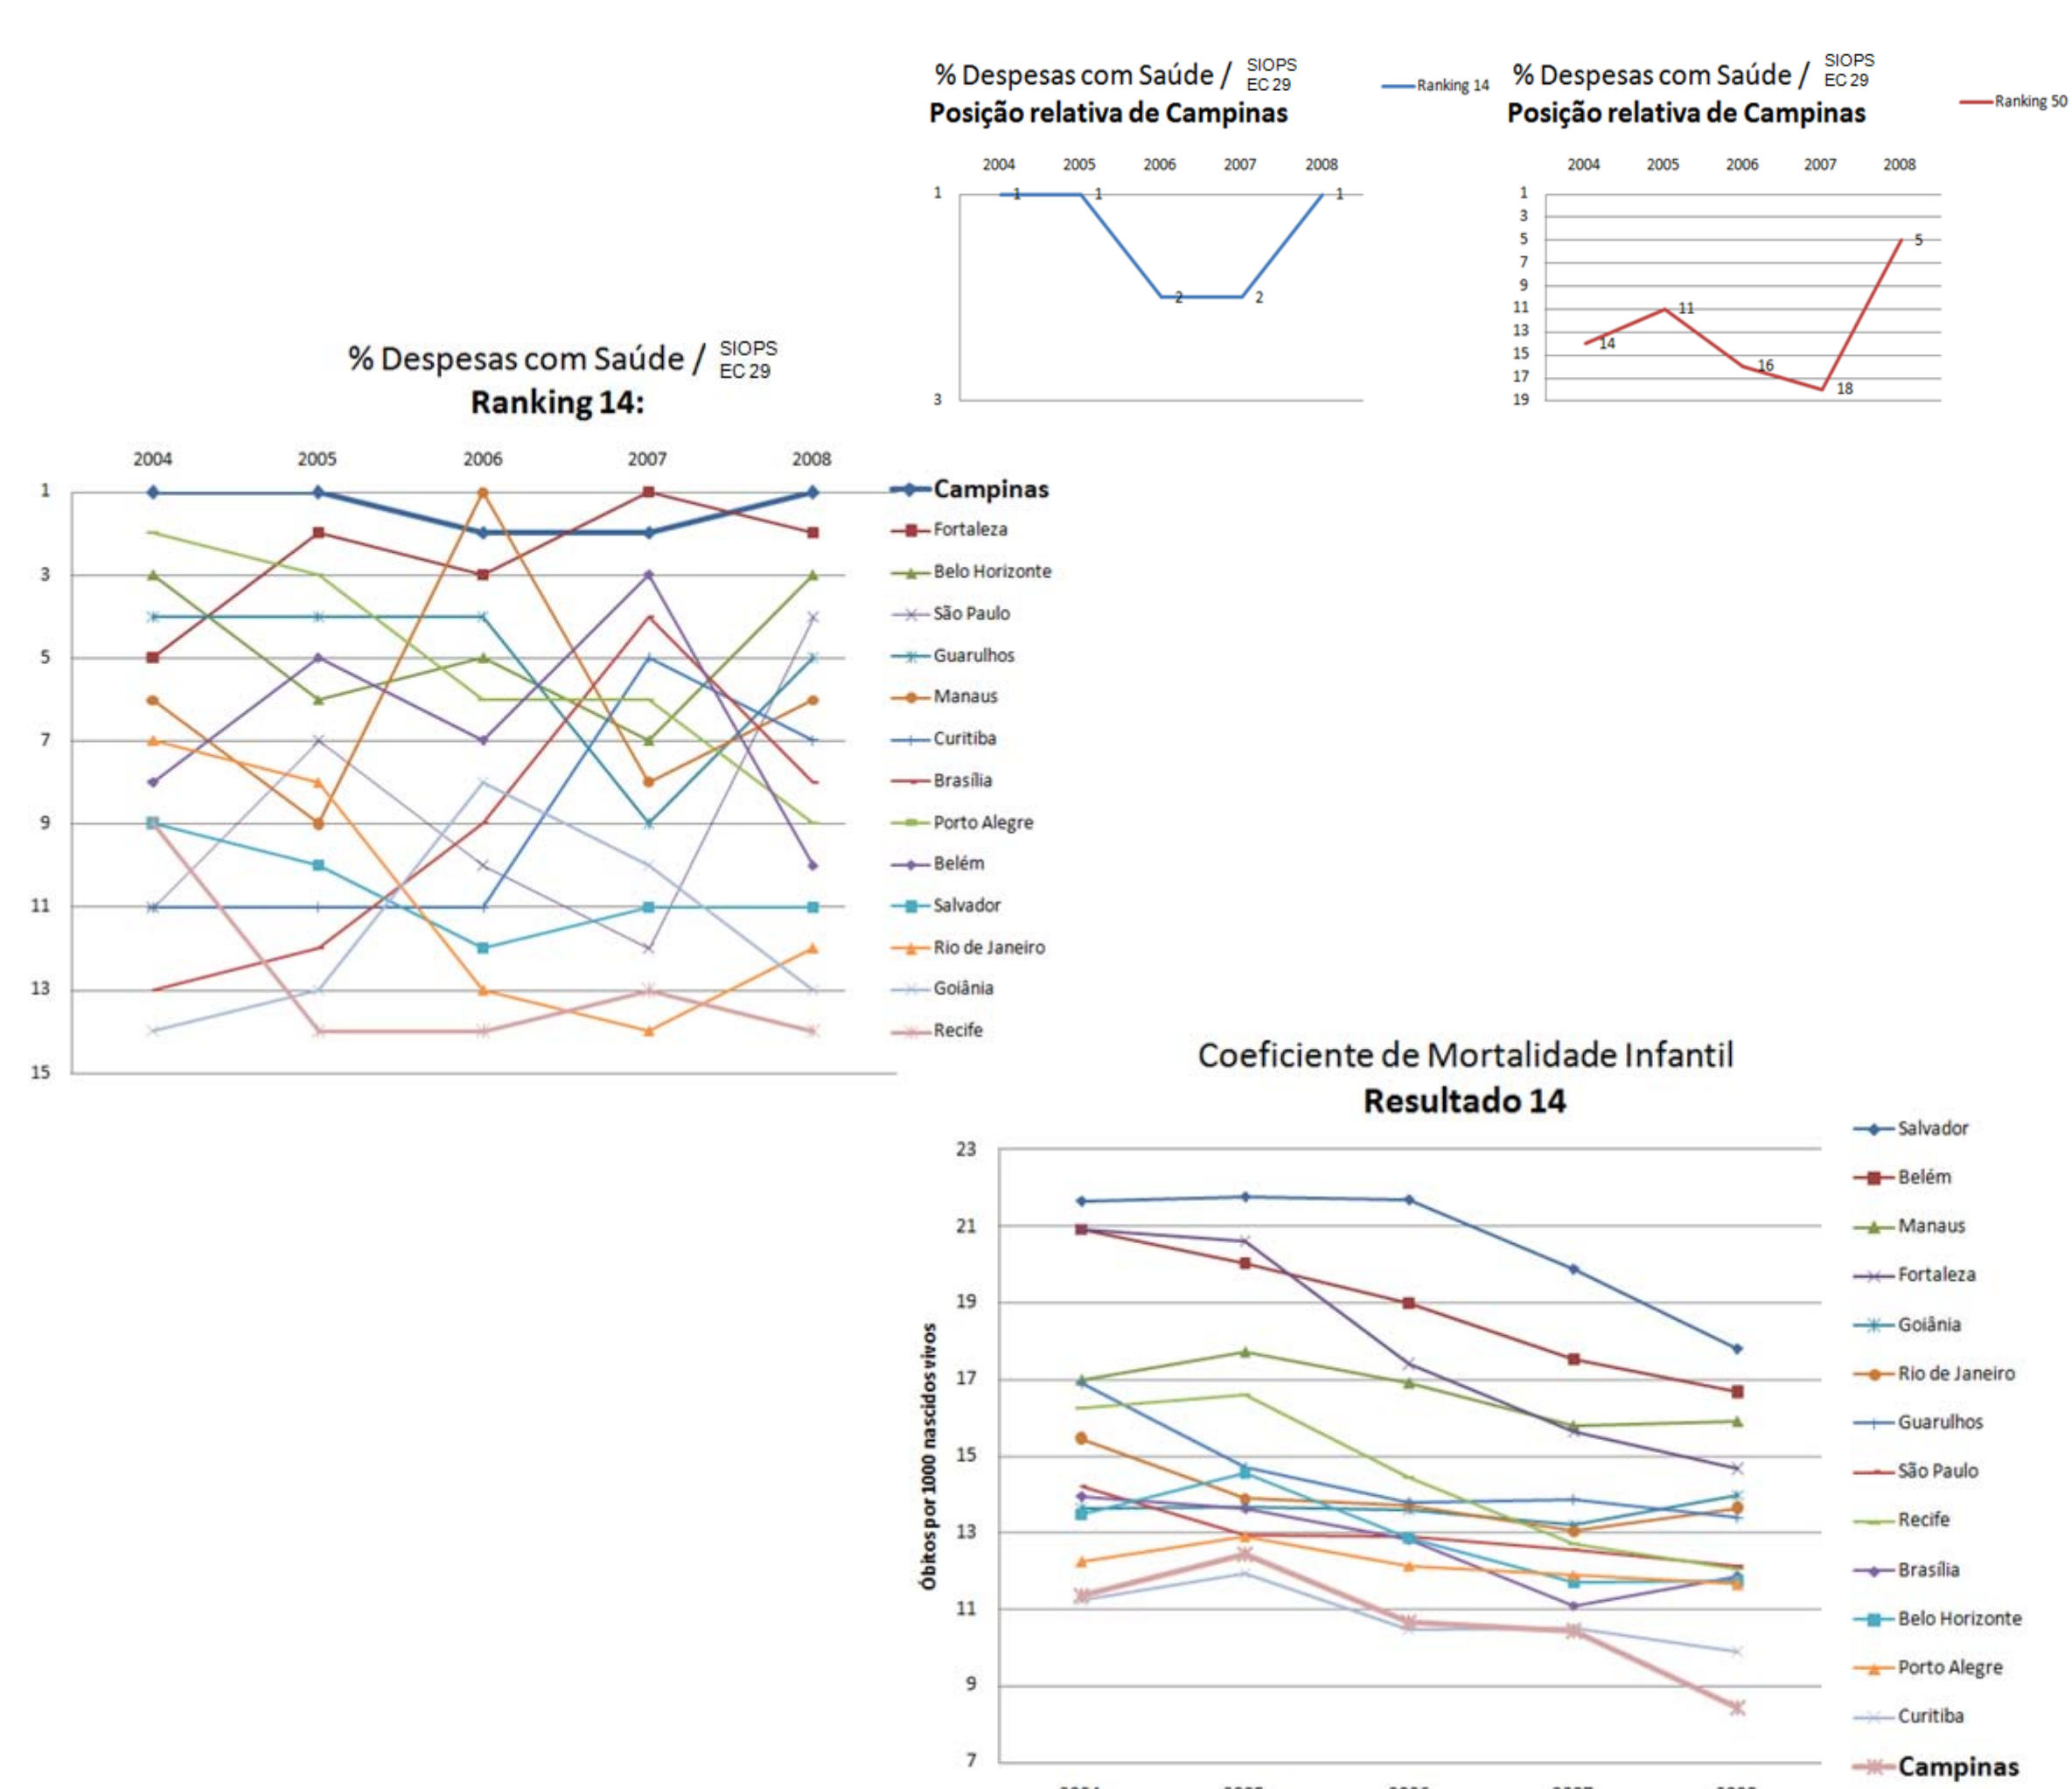 % Despesas com Saúde / SIOPS
EC 29
Posição relativa de Campinas
Ranking 14
2004 2005 2006 2007 2008
1
3
1 1 2 2 1
% Despesas com Saúde / SIOPS
EC 29
Posição relativa de Campinas
Ranking 50
2004 2005 2006 2007 2008
1
3
5
7
9
11
13
15
17
19
14 11 16 18 5
% Despesas com Saúde / SIOPS
EC 29
Ranking 14:
2004 2005 2006 2007 2008
1
3
5
7
9
11
13
15
Campinas
Fortaleza
Belo Horizonte
São Paulo
Guarulhos
Manaus
Curitiba
Brasília
Porto Alegre
Belém
Salvador
Rio de Janeiro
Goiânia
Recife
Coeficiente de Mortalidade Infantil
Resultado 14
Óbitos por 1000 nascidos vivos
23
21
19
17
15
13
11
9
7
Salvador
Belém
Manaus
Fortaleza
Goiânia
Rio de Janeiro
Guarulhos
São Paulo
Recife
Brasília
Belo Horizonte
Porto Alegre
Curitiba
Campinas